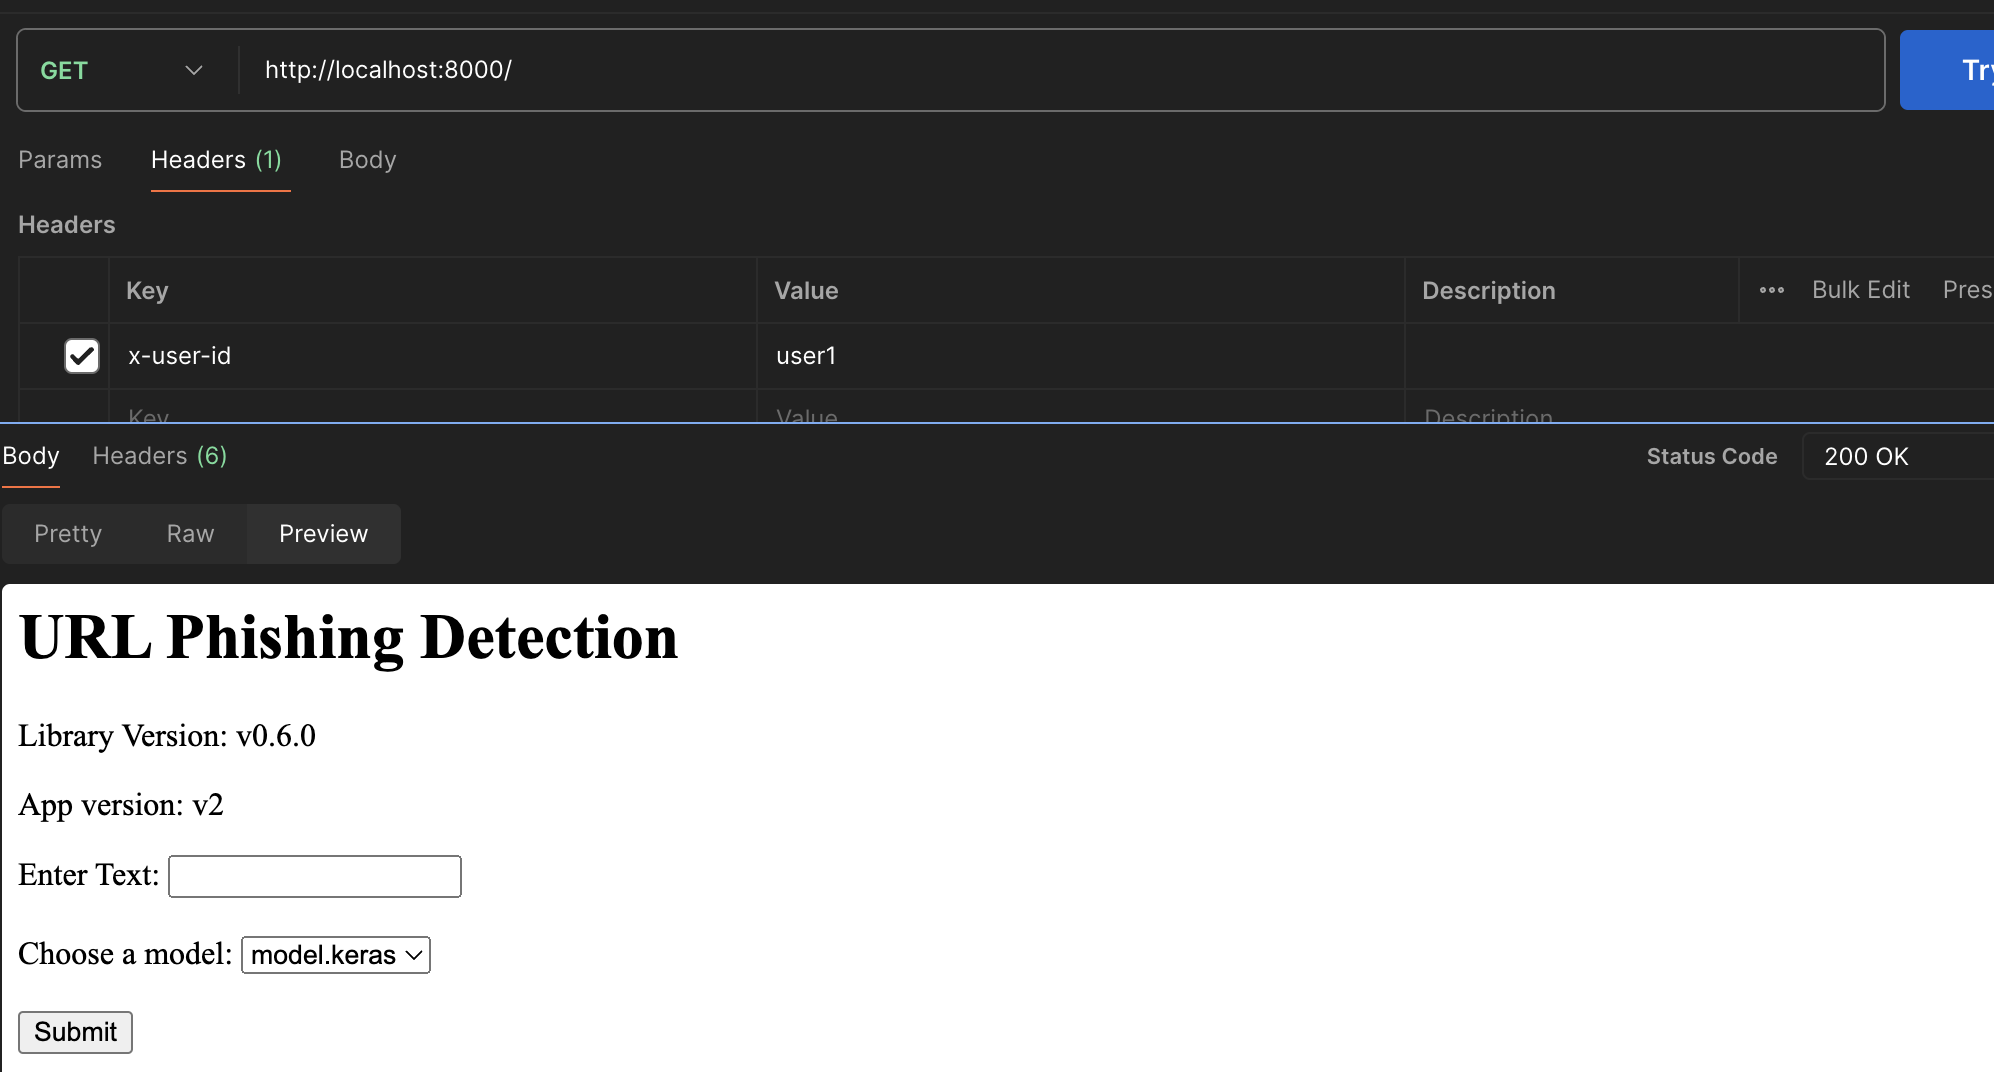 GET http://localhost:8000/
Params Headers (1) Body
Headers
Key Value Description Bulk Edit
x-user-id user1
Key Value Description
Body Headers (6) Status Code 200 OK
Pretty Raw Preview
URL Phishing Detection
Library Version: v0.6.0
App version: v2
Enter Text:
Choose a model: model.keras
Submit